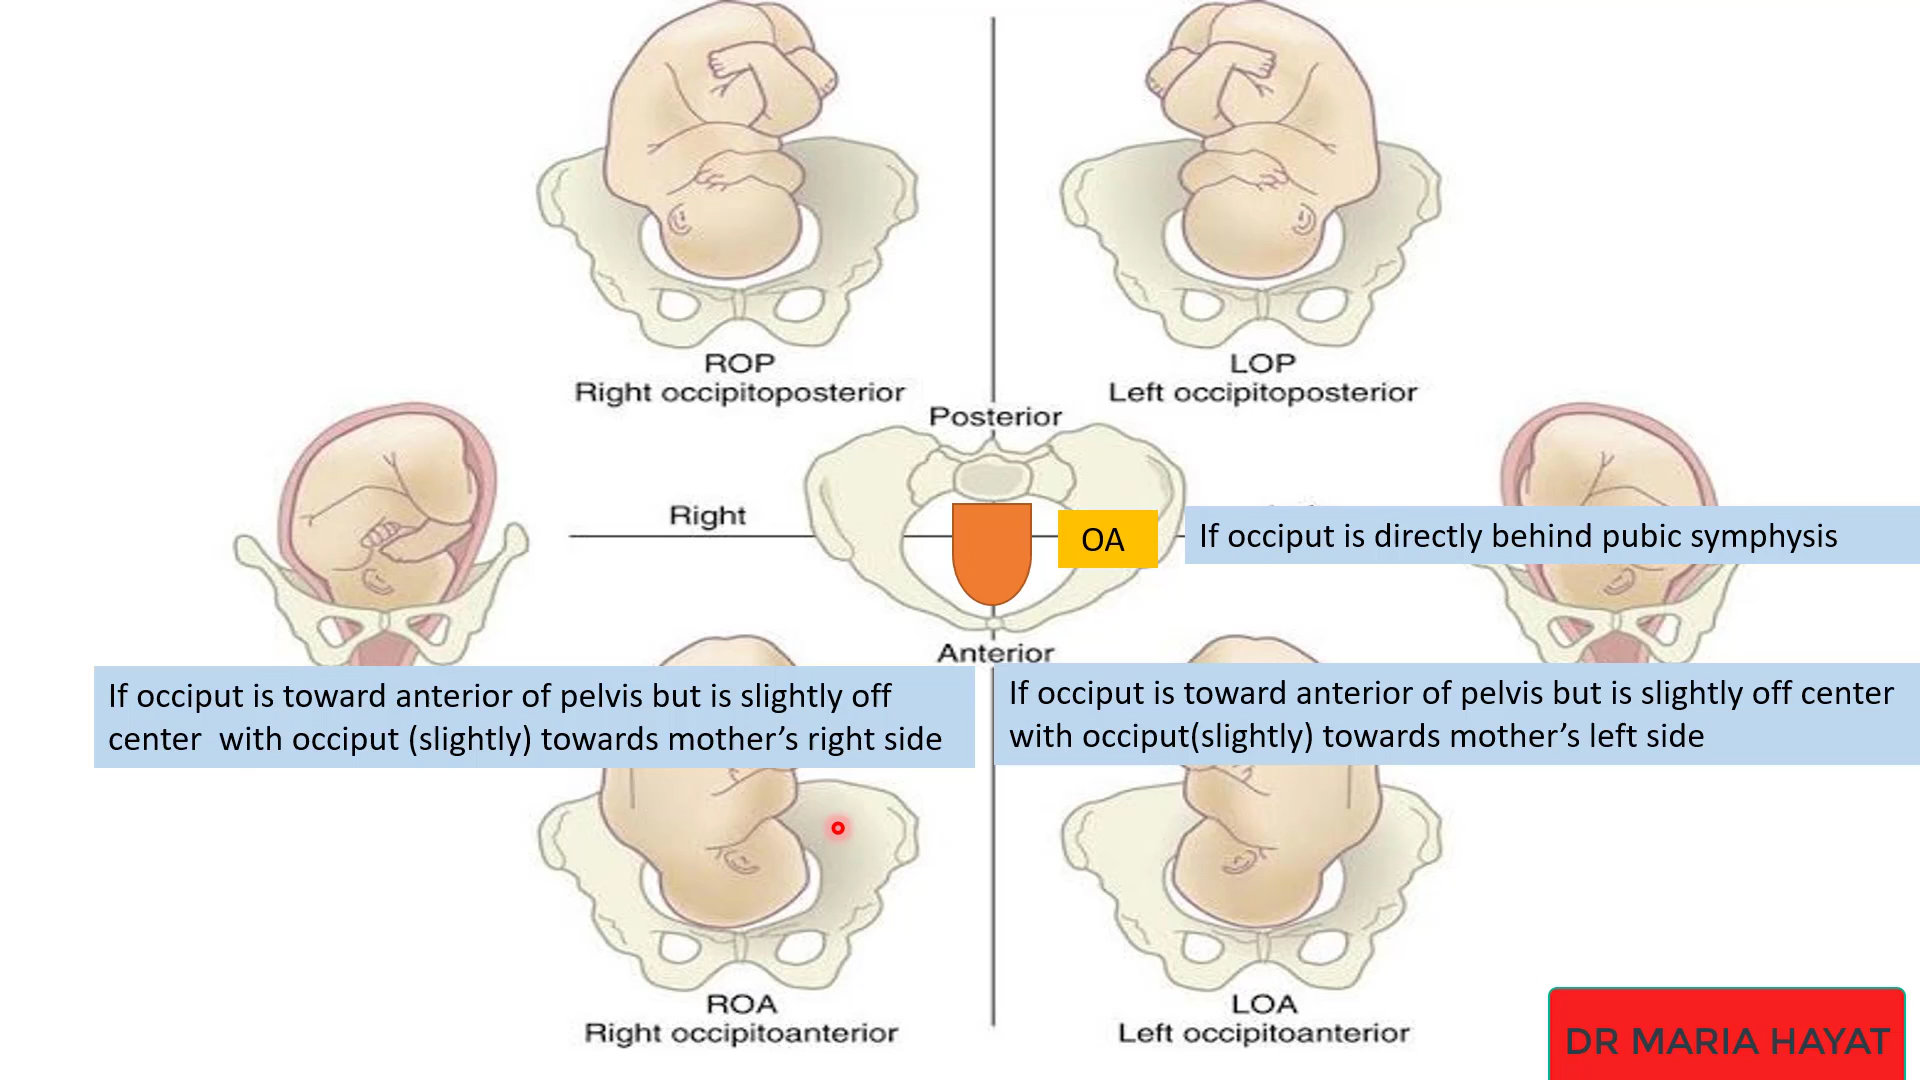 ROP
Right occipitoposterior
LOP
Left occipitoposterior
Posterior
Right
OA
If occiput is directly behind pubic symphysis
Anterior
If occiput is toward anterior of pelvis but is slightly off
center  with occiput (slightly) towards mother’s right side
If occiput is toward anterior of pelvis but is slightly off center
with occiput(slightly) towards mother’s left side
ROA
Right occipitoanterior
LOA
Left occipitoanterior
DR MARIA HAYAT